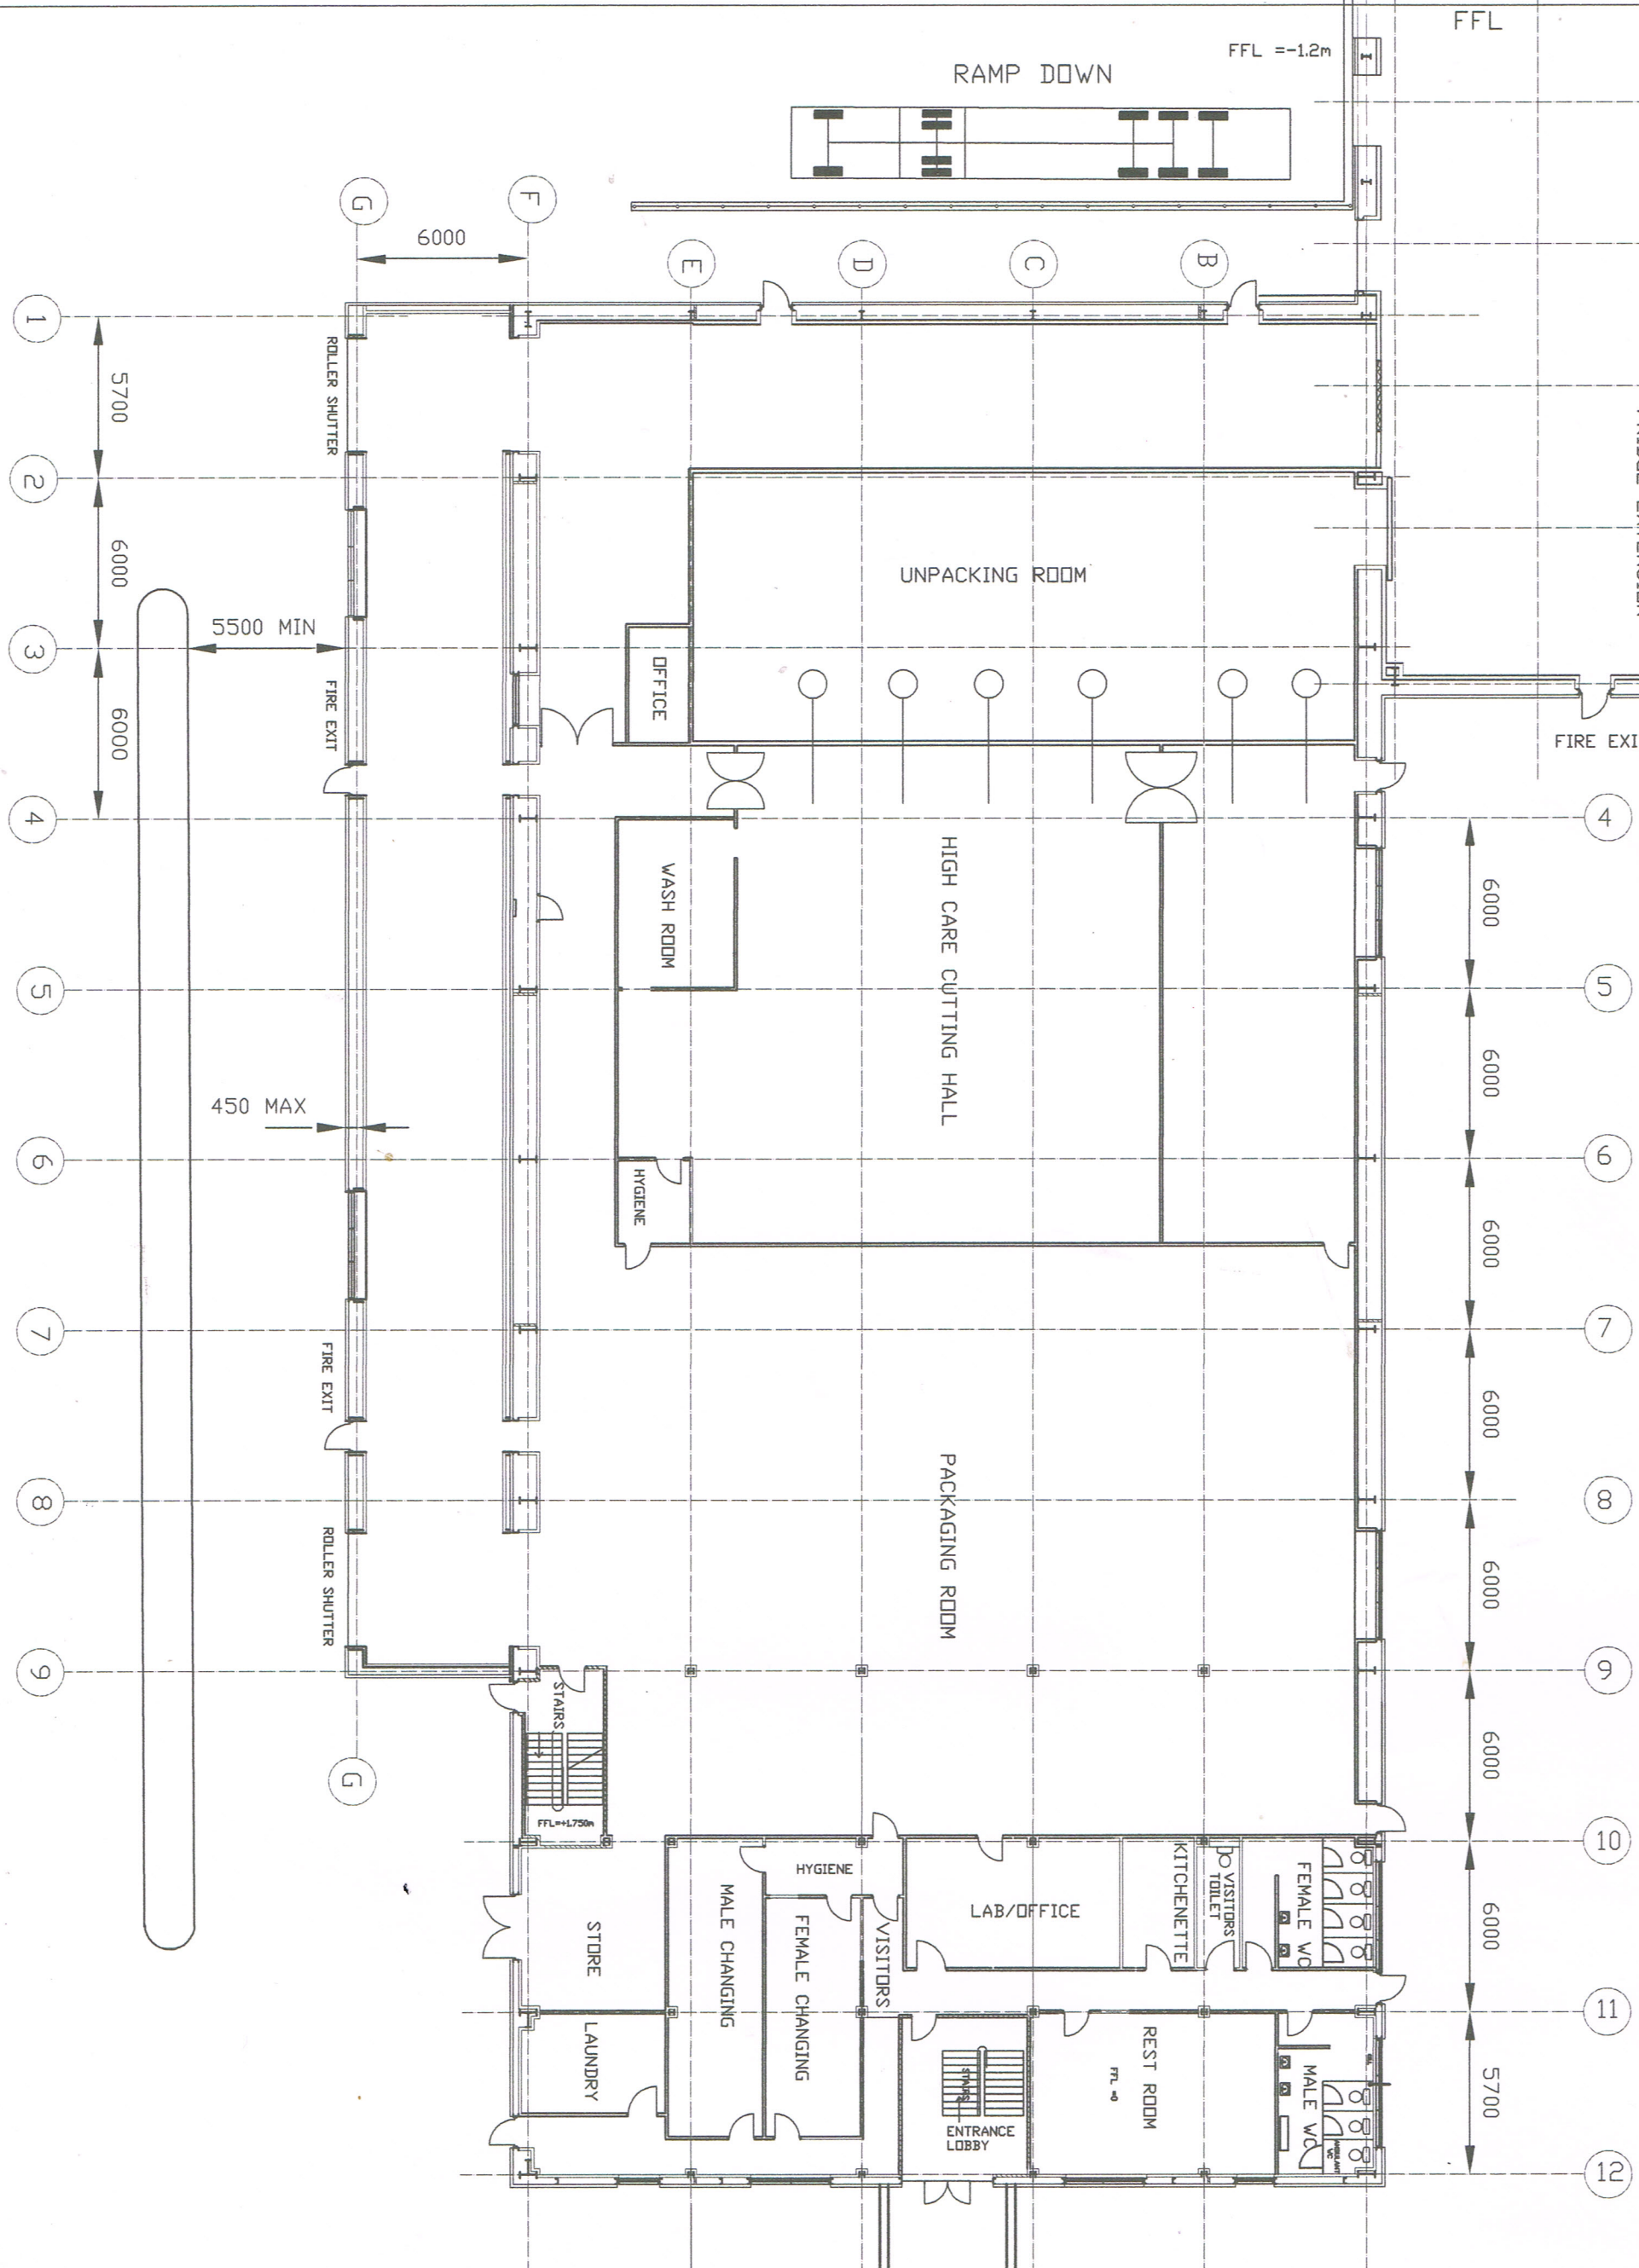 FFL
FFL =-1.2m
RAMP DOWN
G
F
6000
E
D
C
B
1
ROLLER SHUTTER
5700
2
UNPACKING ROOM
6000
5500 MIN
3
OFFICE
FIRE EXIT
6000
FIRE EXI
4
4
HIGH CARE CUTTING HALL
WASH ROOM
6000
5
5
6000
450 MAX
6
6
HYGIENE
6000
7
7
FIRE EXIT
6000
PACKAGING ROOM
8
8
ROLLER SHUTTER
6000
9
9
STAIRS
6000
G
FFL=+1.750m
10
HYGIENE
KITCHENETTE
VISITORS
TOILET
FEMALE WC
MALE CHANGING
LAB/OFFICE
6000
STORE
FEMALE CHANGING
VISITORS
11
LAUNDRY
REST ROOM
FFL =0
STAIRS
MALE WC
5700
ENTRANCE
LOBBY
12